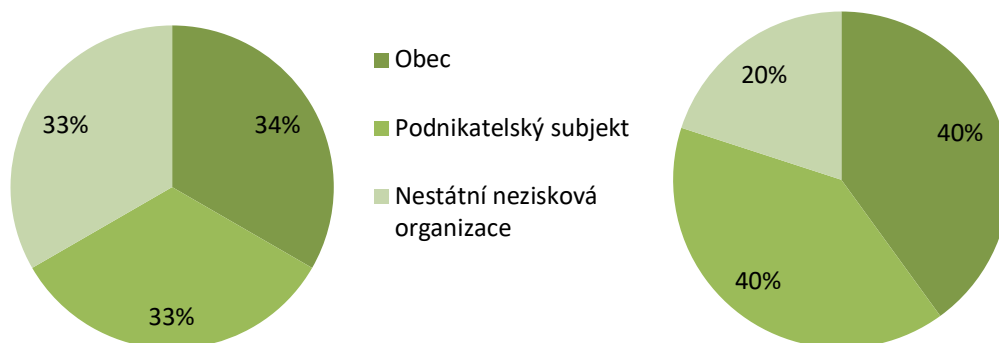 33%
34%
33%
Obec
Podnikatelský subjekt
Nestátní nezisková
organizace
20%
40%
40%